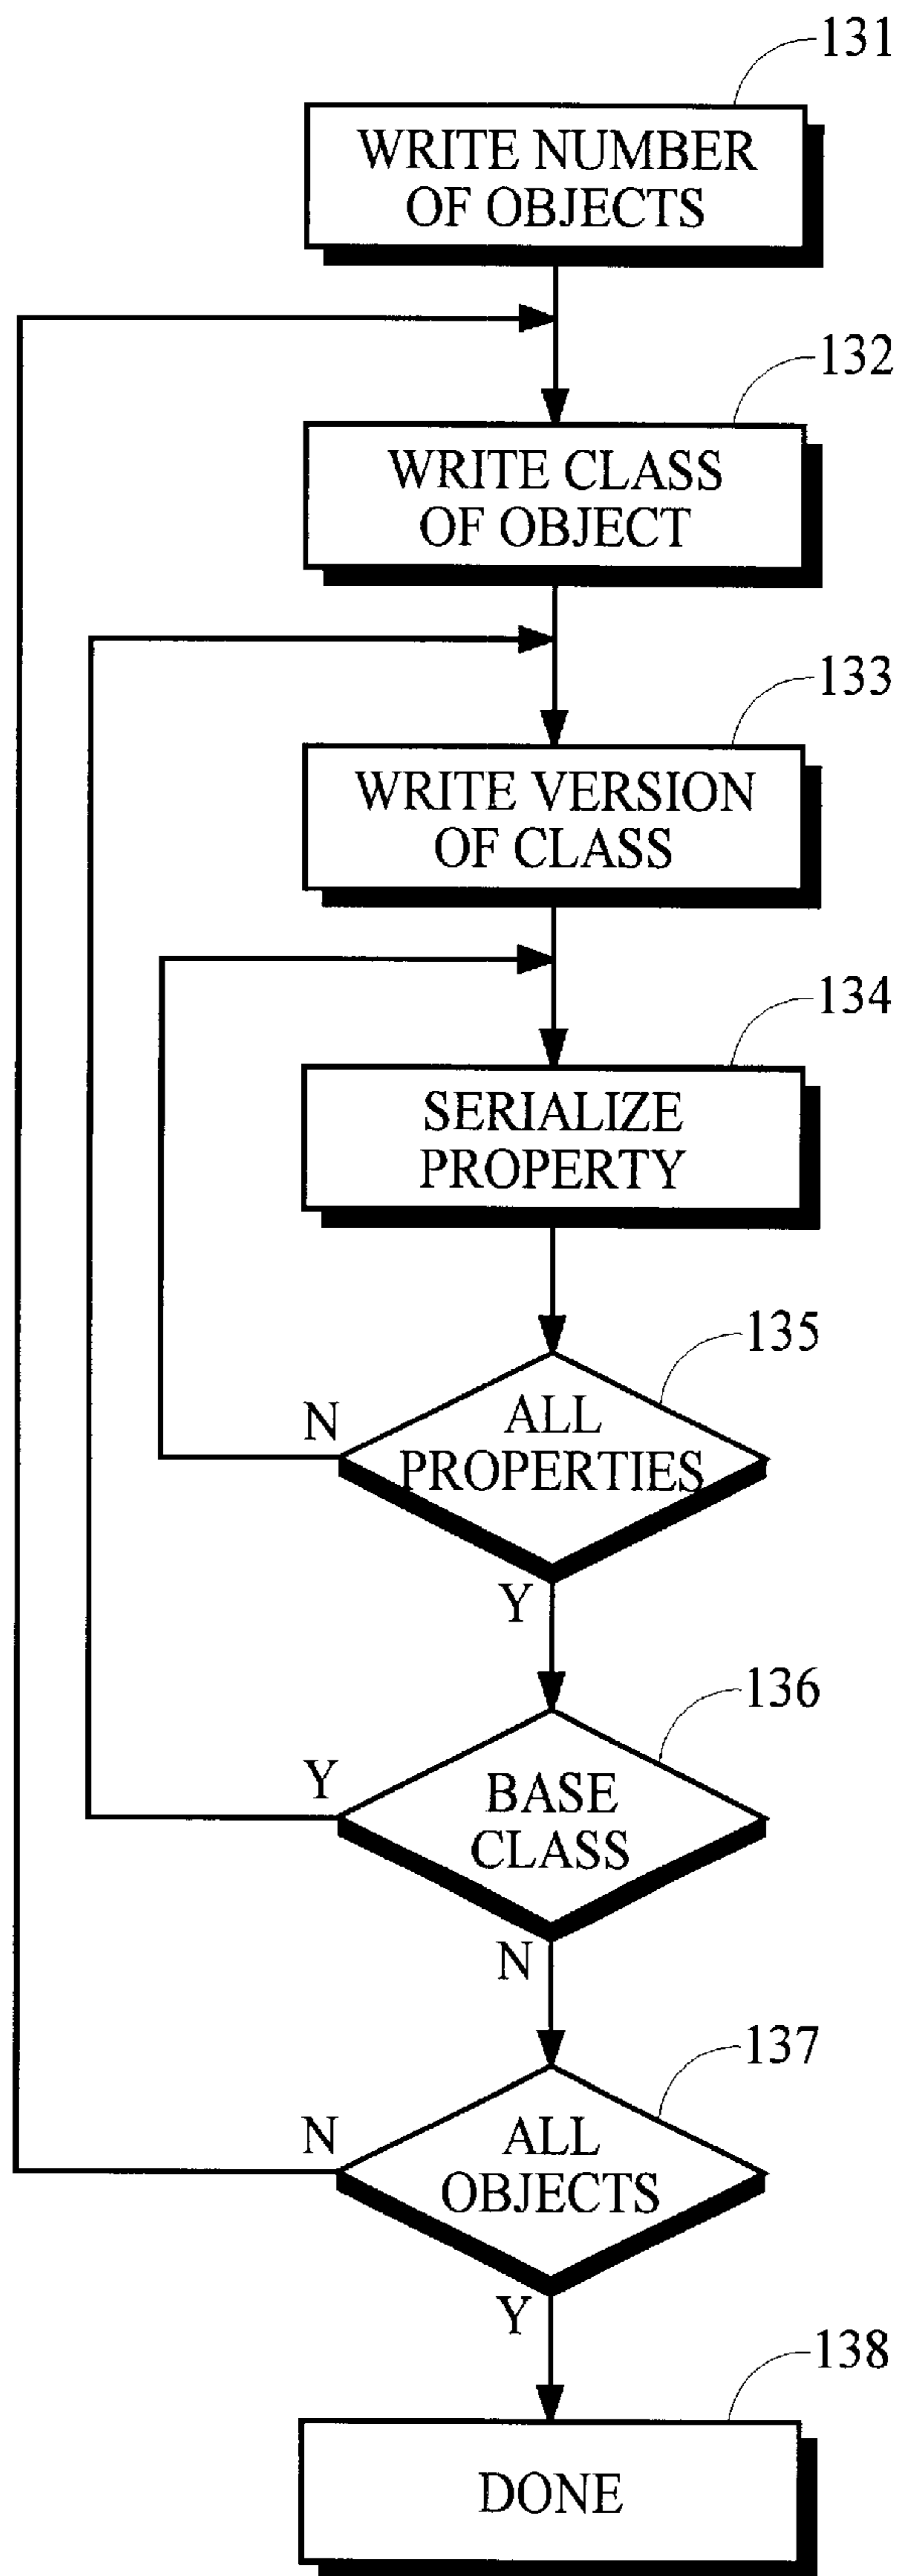 131
WRITE NUMBER
OF OBJECTS
132
WRITE CLASS
OF OBJECT
133
WRITE VERSION
OF CLASS
134
SERIALIZE
PROPERTY
135
N
ALL
PROPERTIES
Y
136
Y
BASE
CLASS
N
137
N
ALL
OBJECTS
Y
138
DONE